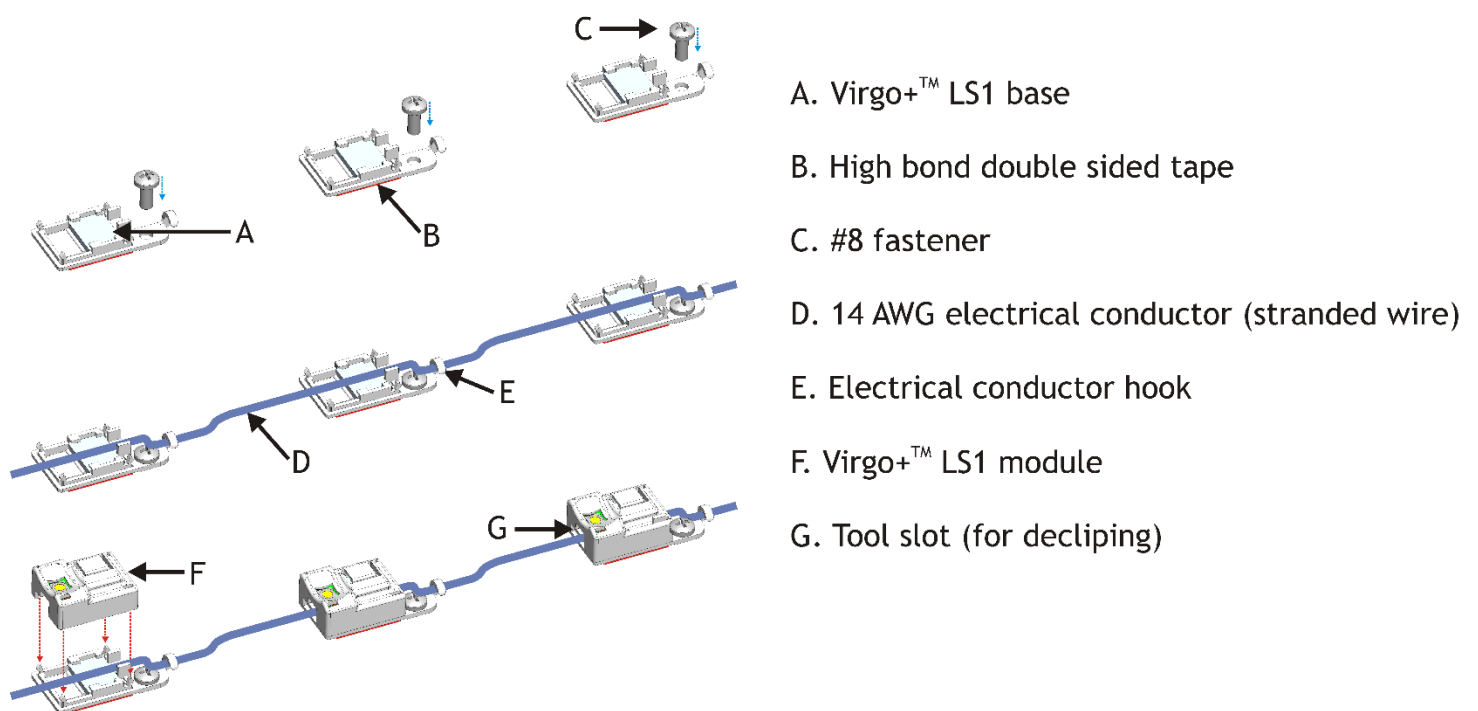 C
A
B
E
D
G
F
A. Virgo+™ LS1 base
B. High bond double sided tape
C. #8 fastener
D. 14 AWG electrical conductor (stranded wire)
E. Electrical conductor hook
F. Virgo+™ LS1 module
G. Tool slot (for decliping)